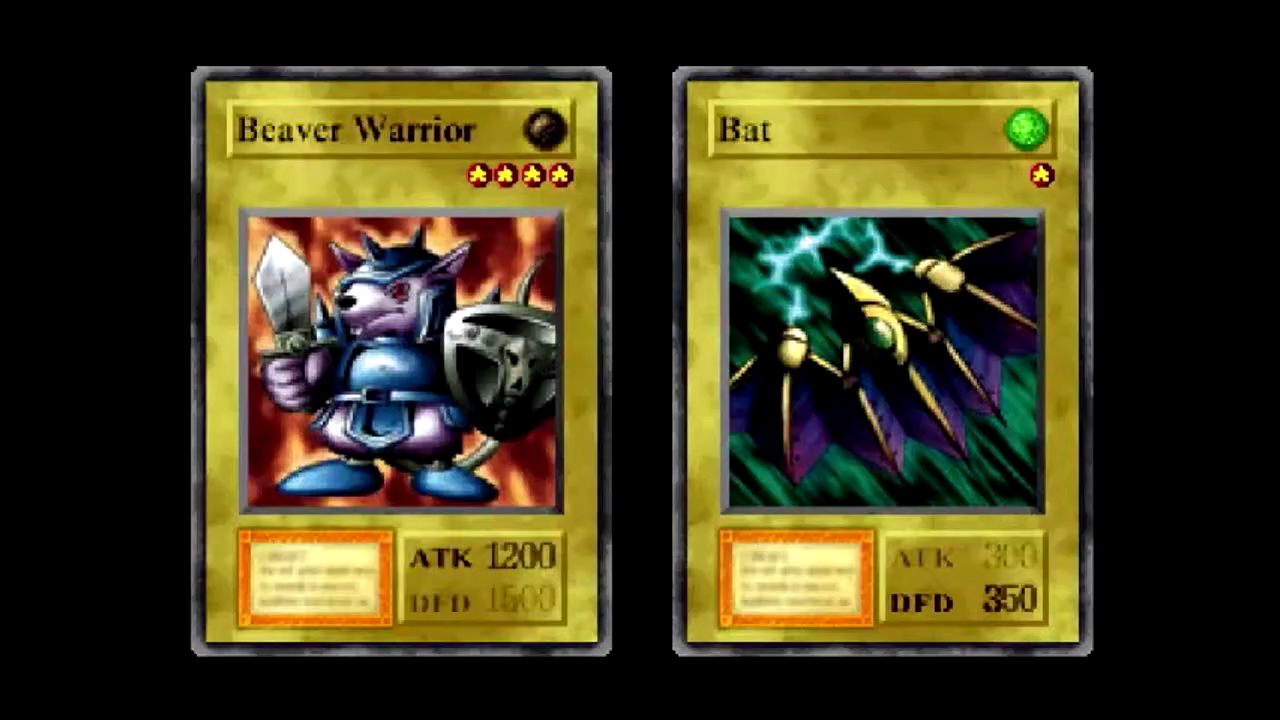 Beaver Warrior
ATK 1200
DFD 1500
Bat
ATK 300
DFD 350